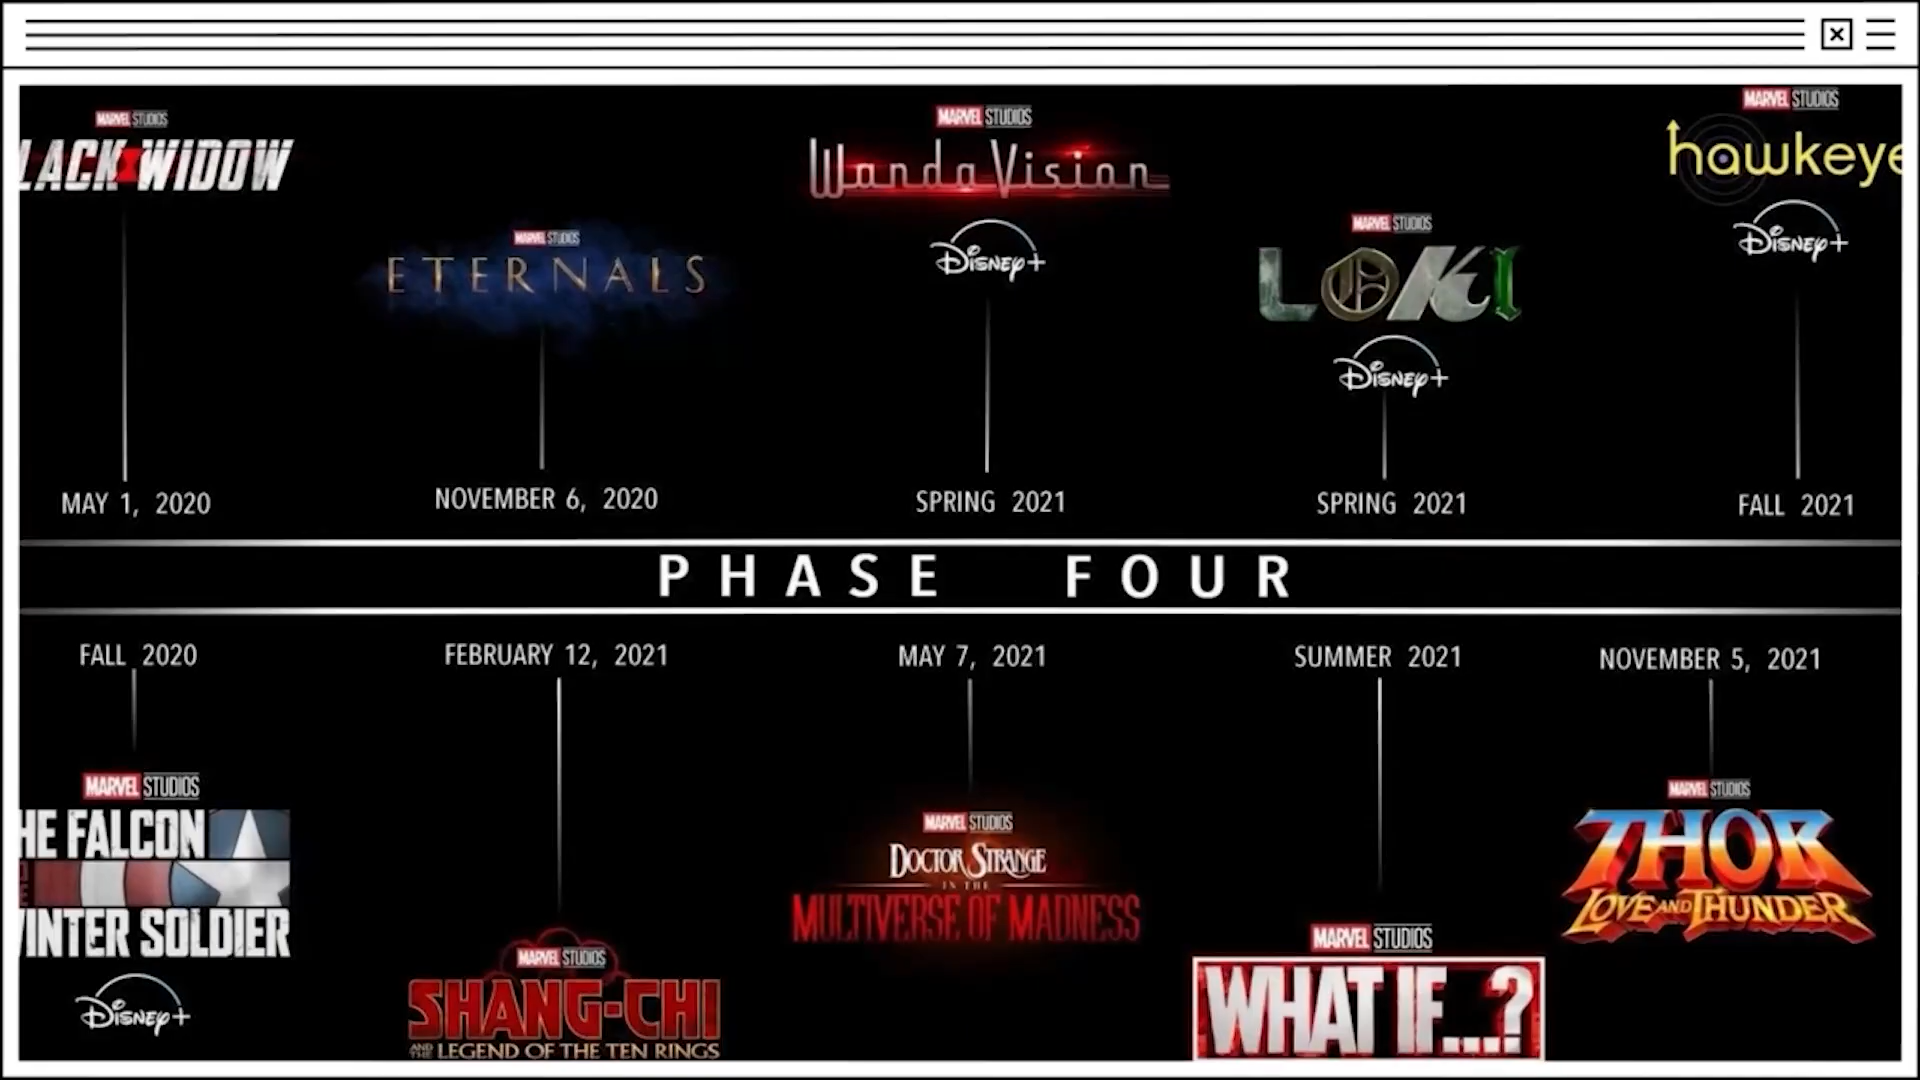 MARVEL STUDIOS
LACK WIDOW
MAY 1, 2020
MARVEL STUDIOS
ETERNALS
NOVEMBER 6, 2020
MARVEL STUDIOS
WandaVision
Disney+
SPRING 2021
MARVEL STUDIOS
LOKI
Disney+
SPRING 2021
MARVEL STUDIOS
hawkeye
Disney+
FALL 2021
PHASE FOUR
FALL 2020
MARVEL STUDIOS
HE FALCON
INTER SOLDIER
Disney+
FEBRUARY 12, 2021
MARVEL STUDIOS
SHANG-CHI
AND THE LEGEND OF THE TEN RINGS
MAY 7, 2021
MARVEL STUDIOS
DOCTOR STRANGE
IN THE
MULTIVERSE OF MADNESS
SUMMER 2021
MARVEL STUDIOS
WHAT IF...?
NOVEMBER 5, 2021
MARVEL STUDIOS
THOR
LOVE AND THUNDER